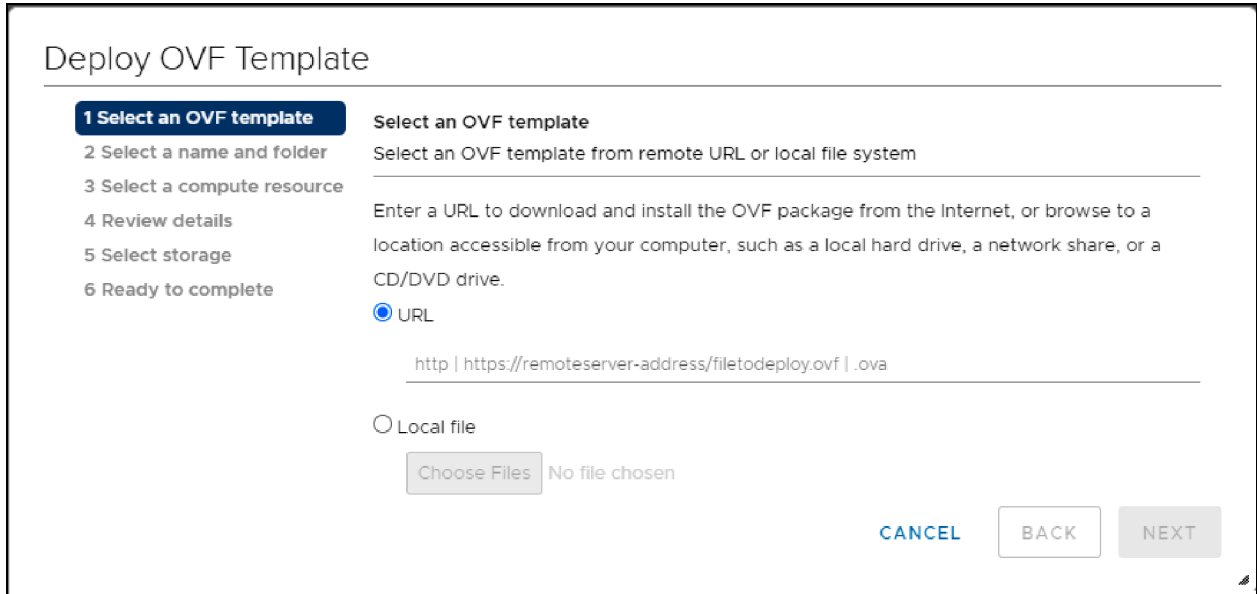 Deploy OVF Template
1 Select an OVF template
2 Select a name and folder
3 Select a compute resource
4 Review details
5 Select storage
6 Ready to complete
Select an OVF template
Select an OVF template from remote URL or local file system
Enter a URL to download and install the OVF package from the Internet, or browse to a
location accessible from your computer, such as a local hard drive, a network share, or a
CD/DVD drive.
URL
http | https://remoteserver-address/filetodeploy.ovf | .ova
Local file
Choose Files No file chosen
CANCEL BACK NEXT